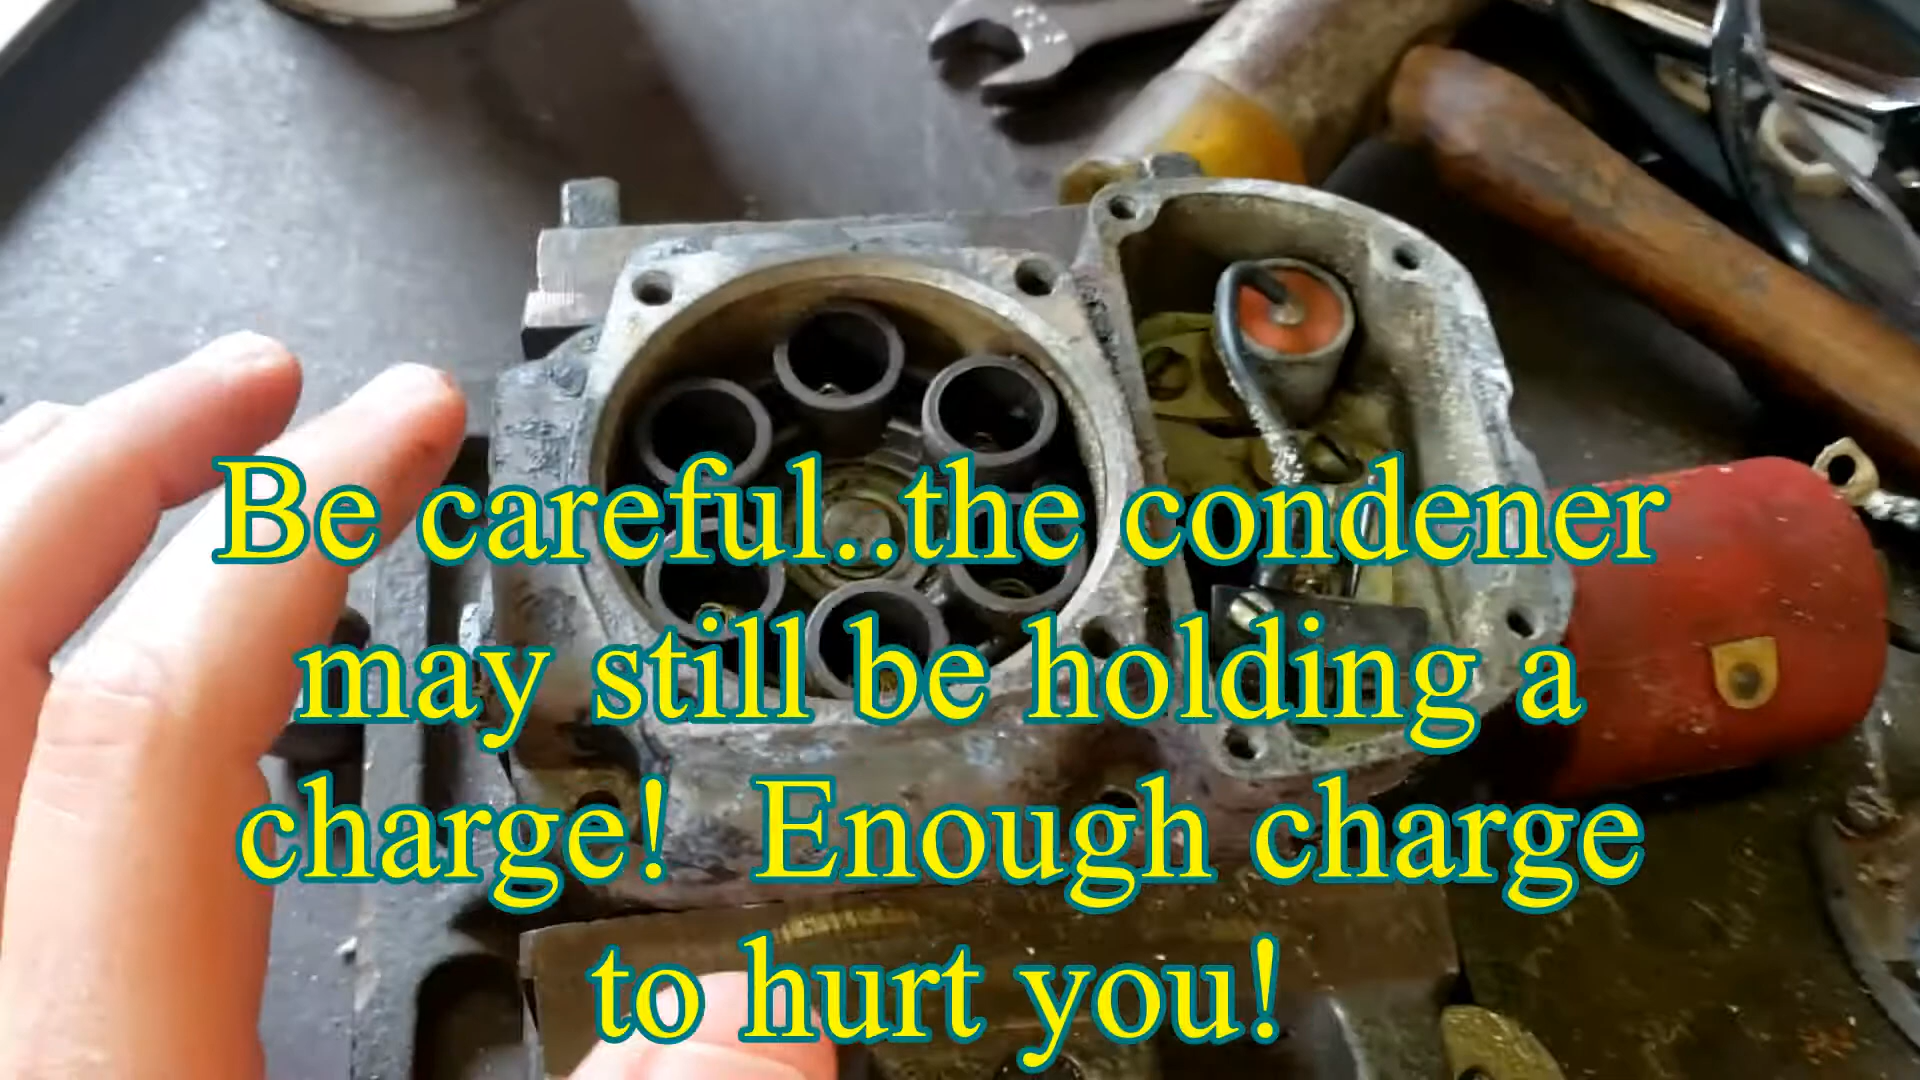 Be careful..the condener
may still be holding a
charge!  Enough charge
to hurt you!